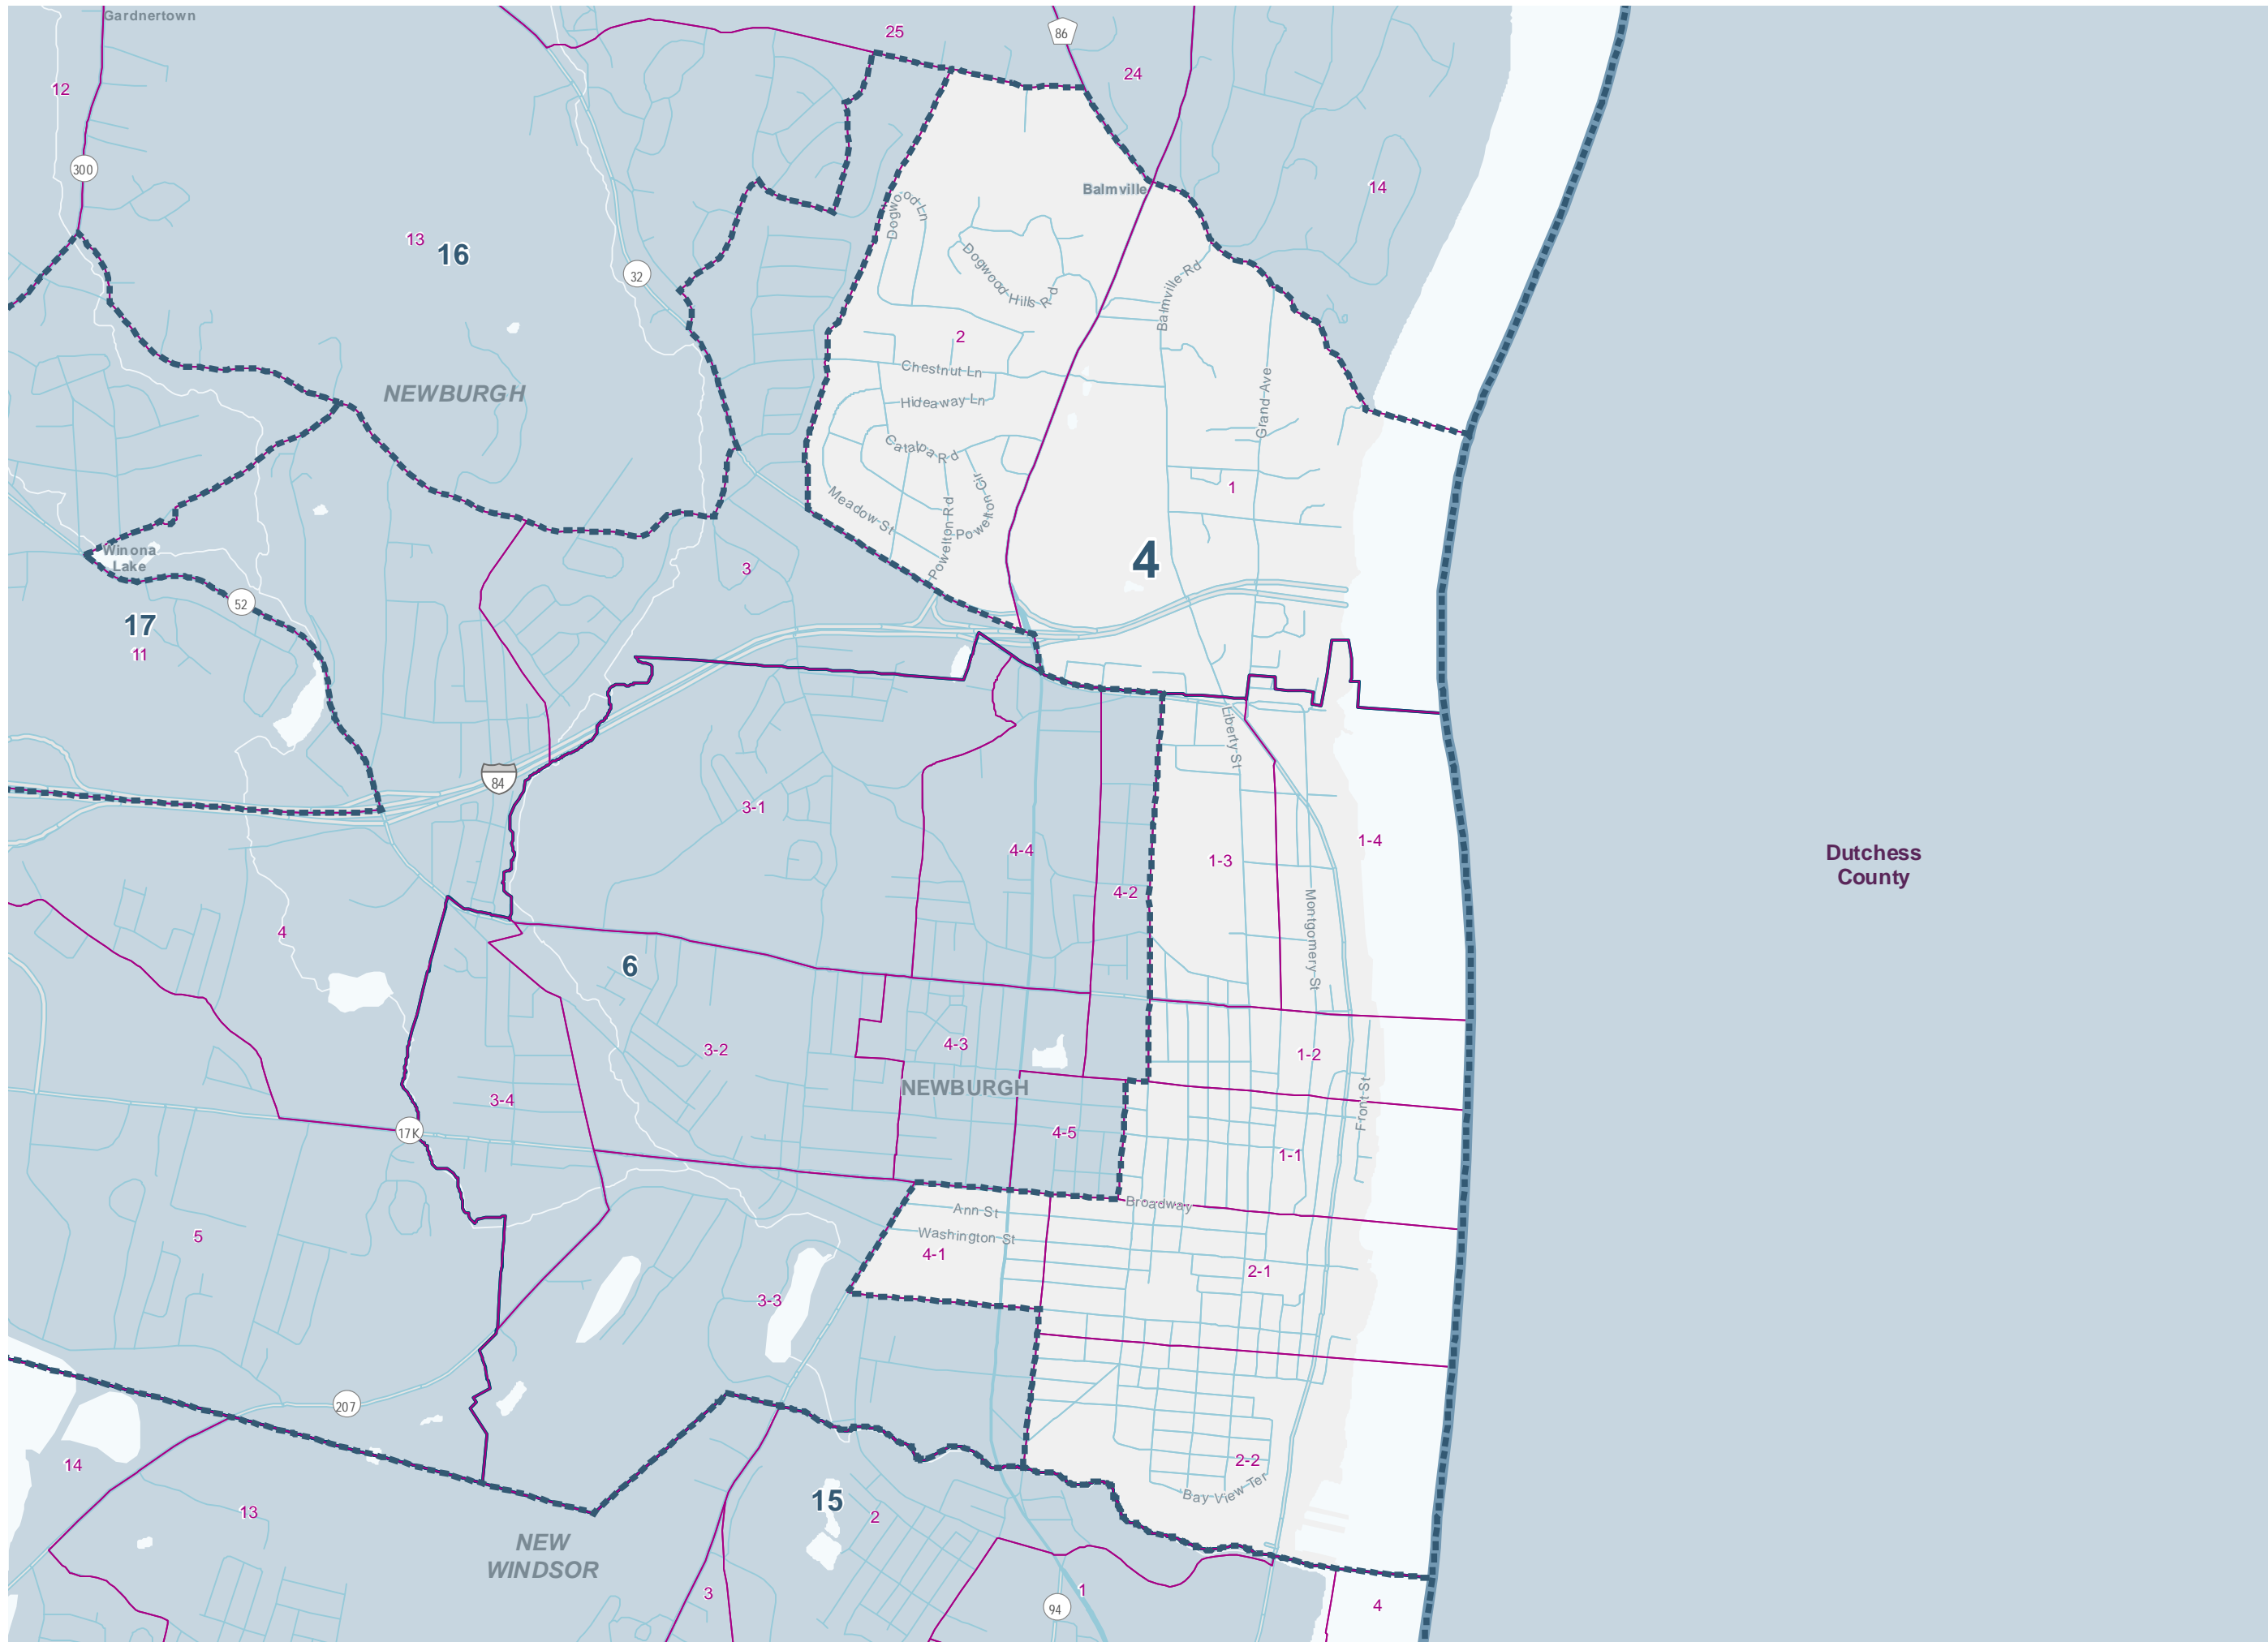 Gardnertown
25
86
24
12
300
14
Balmville
13
16
32
Dogwood Ln
Dogwood Hills Rd
Balmville Rd
2
NEWBURGH
Chestnut Ln
Hideaway Ln
Grand Ave
Catalpa Rd
1
Meadow St
Powelton Rd
Powelton Cir
4
Winona
Lake
3
52
17
11
Liberty St
84
3-1
4-4
1-3
1-4
Dutchess
County
4-2
4
6
Montgomery St
3-2
4-3
1-2
NEWBURGH
3-4
Front St
17K
4-5
1-1
Broadway
Ann St
Washington St
4-1
5
2-1
3-3
207
14
2-2
Bay View Ter
13
15
2
NEW
WINDSOR
3
1
94
4